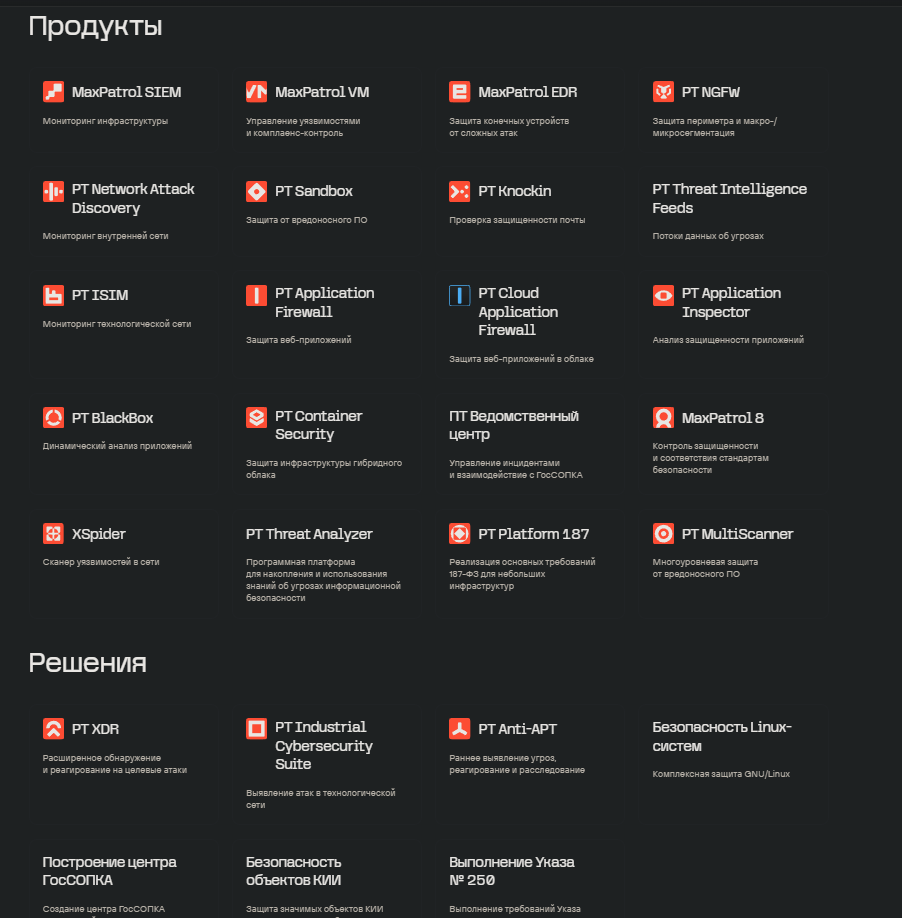 Продукты
MaxPatrol SIEM
Мониторинг инфраструктуры
MaxPatrol VM
Управление уязвимостями
и комплаенс-контроль
MaxPatrol EDR
Защита конечных устройств
от сложных атак
PT NGFW
Защита периметра и макро-/
микросегментация
PT Network Attack
Discovery
Мониторинг внутренней сети
PT Sandbox
Защита от вредоносного ПО
PT Knockin
Проверка защищенности почты
PT Threat Intelligence
Feeds
Потоки данных об угрозах
PT ISIM
Мониторинг технологической сети
PT Application
Firewall
Защита веб-приложений
PT Cloud
Application
Firewall
Защита веб-приложений в облаке
PT Application
Inspector
Анализ защищенности приложений
PT BlackBox
Динамический анализ приложений
PT Container
Security
Защита инфраструктуры гибридного
облака
ПТ Ведомственный
центр
Управление инцидентами
и взаимодействие с ГосСОПКА
MaxPatrol 8
Контроль защищенности
и соответствия стандартам
безопасности
XSpider
Сканер уязвимостей в сети
PT Threat Analyzer
Программная платформа
для накопления и использования
знаний об угрозах информационной
безопасности
PT Platform 187
Реализация основных требований
187-ФЗ для небольших
инфраструктур
PT MultiScanner
Многоуровневая защита
от вредоносного ПО
Решения
PT XDR
Расширенное обнаружение
и реагирование на целевые атаки
PT Industrial
Cybersecurity
Suite
Выявление атак в технологической
сети
PT Anti-APT
Раннее выявление угроз,
реагирование и расследование
Безопасность Linux-
систем
Комплексная защита GNU/Linux
Построение центра
ГосСОПКА
Создание центра ГосСОПКА
Безопасность
объектов КИИ
Защита значимых объектов КИИ
Выполнение Указа
№ 250
Выполнение требований Указа